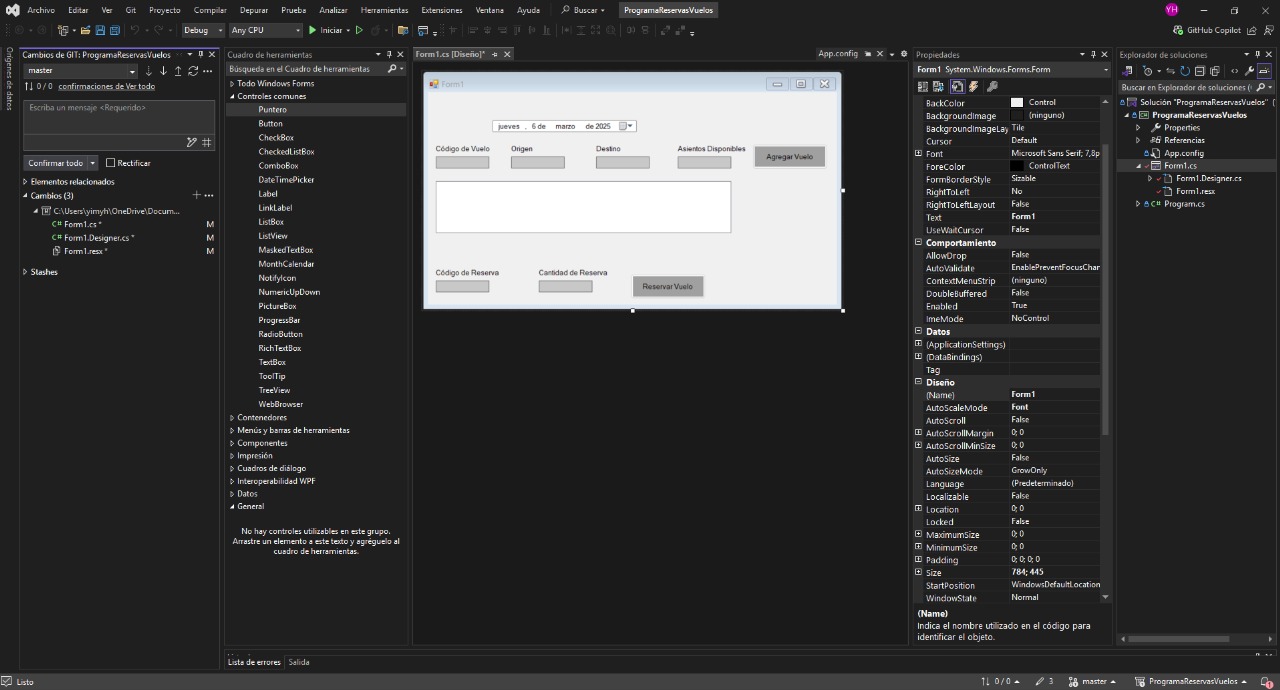 Archivo Editar Ver Git Proyecto Compilar Depurar Prueba Analizar Herramientas Extensiones Ventana Ayuda Buscar ProgramaReservasVuelos YH
Debug Any CPU Iniciar GitHub Copilot
Orígenes de datos
Cambios de GIT: ProgramaReservasVuelos
master
0/0 confirmaciones de Ver todo
Escriba un mensaje <Requerido>
Confirmar todo Rectificar
Elementos relacionados
Cambios (3)
C:\Users\yimyh\OneDrive\Docum...
C# Form1.cs * M
C# Form1.Designer.cs * M
Form1.resx * M
Stashes
Cuadro de herramientas
Búsqueda en el Cuadro de herramientas
Todo Windows Forms
Controles comunes
Puntero
Button
CheckBox
CheckedListBox
ComboBox
DateTimePicker
Label
LinkLabel
ListBox
ListView
MaskedTextBox
MonthCalendar
NotifyIcon
NumericUpDown
PictureBox
ProgressBar
RadioButton
RichTextBox
TextBox
ToolTip
TreeView
WebBrowser
Contenedores
Menús y barras de herramientas
Componentes
Impresión
Cuadros de diálogo
Interoperabilidad WPF
Datos
General
No hay controles utilizables en este grupo.
Arrastre un elemento a este texto y agréguelo al
cuadro de herramientas.
Form1.cs [Diseño]* App.config
Form1
jueves , 6 de marzo de 2025
Código de Vuelo Origen Destino Asientos Disponibles
Agregar Vuelo
Código de Reserva Cantidad de Reserva
Reservar Vuelo
Lista de errores Salida
Propiedades
Form1 System.Windows.Forms.Form
BackColor Control
BackgroundImage (ninguno)
BackgroundImageLay Tile
Cursor Default
Font Microsoft Sans Serif; 7,8p
ForeColor ControlText
FormBorderStyle Sizable
RightToLeft No
RightToLeftLayout False
Text Form1
UseWaitCursor False
Comportamiento
AllowDrop False
AutoValidate EnablePreventFocusChan
ContextMenuStrip (ninguno)
DoubleBuffered False
Enabled True
ImeMode NoControl
Datos
(ApplicationSettings)
(DataBindings)
Tag
Diseño
(Name) Form1
AutoScaleMode Font
AutoScroll False
AutoScrollMargin 0; 0
AutoScrollMinSize 0; 0
AutoSize False
AutoSizeMode GrowOnly
Language (Predeterminado)
Localizable False
Location 0; 0
Locked False
MaximumSize 0; 0
MinimumSize 0; 0
Padding 0; 0; 0; 0
Size 784; 445
StartPosition WindowsDefaultLocation
WindowState Normal
(Name)
Indica el nombre utilizado en el código para
identificar el objeto.
Explorador de soluciones
Buscar en Explorador de soluciones (
Solución "ProgramaReservasVuelos" (
ProgramaReservasVuelos
Properties
Referencias
App.config
Form1.cs
Form1.Designer.cs
Form1.resx
C# Program.cs
Listo 0/0 3 master ProgramaReservasVuelos